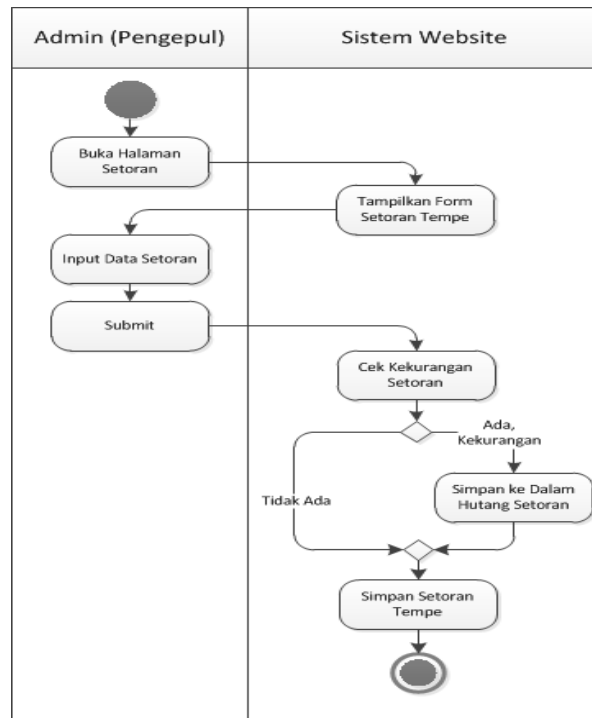 Admin (Pengepul)
Sistem Website
Buka Halaman
Setoran
Tampilkan Form
Setoran Tempe
Input Data Setoran
Submit
Cek Kekurangan
Setoran
Ada,
Kekurangan
Tidak Ada
Simpan ke Dalam
Hutang Setoran
Simpan Setoran
Tempe